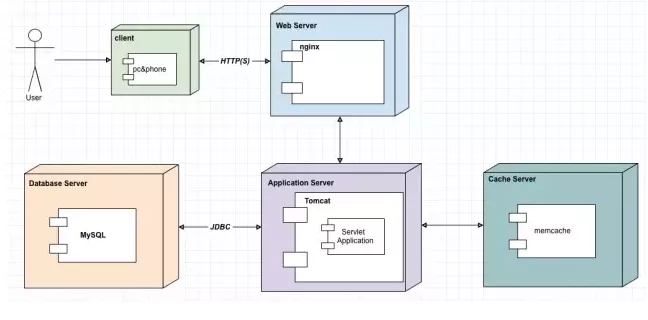 Web Server
client
nginx
pc&phone
HTTP(S)
User
Database Server
Application Server
Cache Server
Tomcat
MySQL
JDBC
Servlet
Application
memcache